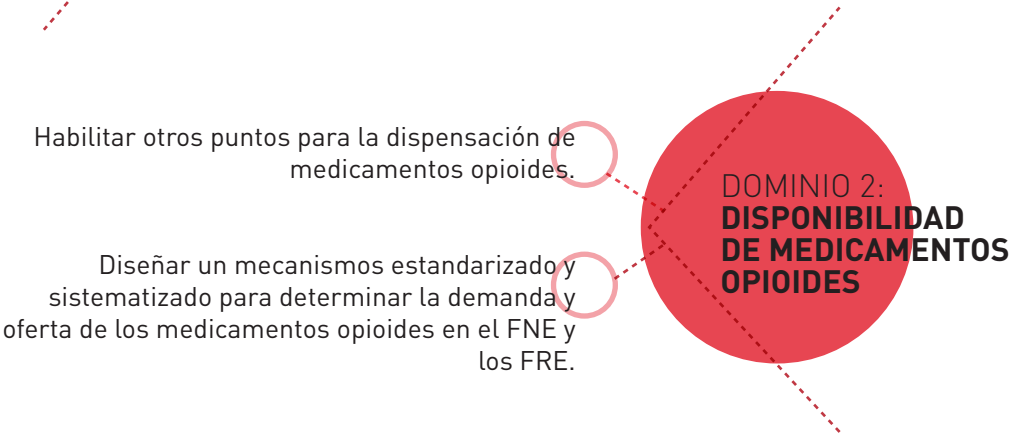 Habilitar otros puntos para la dispensación de
medicamentos opioides.
Diseñar un mecanismos estandarizado y
sistematizado para determinar la demanda y
oferta de los medicamentos opioides en el FNE y
los FRE.
DOMINIO 2:
DISPONIBILIDAD
DE MEDICAMENTOS
OPIOIDES